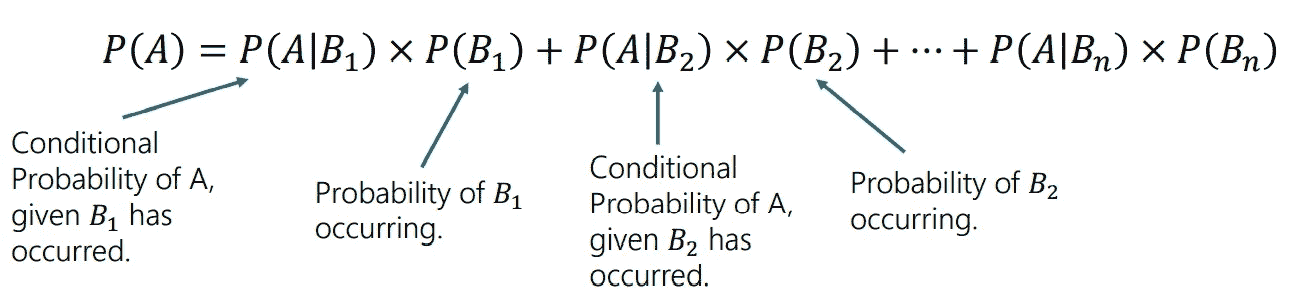 P(A) = P(A|B₁) × P(B₁) + P(A|B₂) × P(B₂) + ⋯ + P(A|Bₙ) × P(Bₙ)
Conditional
Probability of A,
given B₁ has
occurred.
Probability of B₁
occurring.
Conditional
Probability of A,
given B₂ has
occurred.
Probability of B₂
occurring.